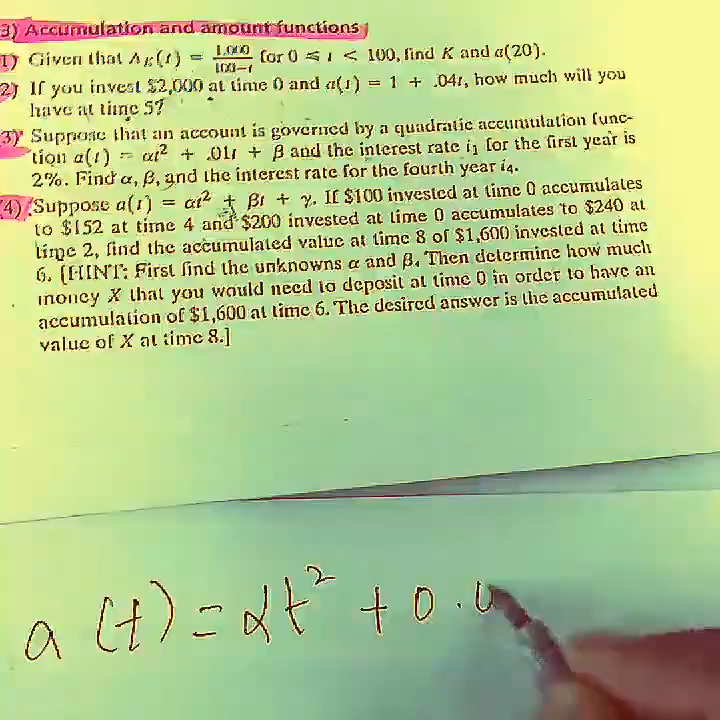 3) Accumulation and amount functions
1) Given that A_K(t) = 1,000/100−t for 0 ≤ t < 100, find K and a(20).
2) If you invest $2,000 at time 0 and a(t) = 1 + .04t, how much will you
have at time 5?
3) Suppose that an account is governed by a quadratic accumulation func-
tion a(t) = αt² + .01t + β and the interest rate i₁ for the first year is
2%. Find α, β, and the interest rate for the fourth year i₄.
4) Suppose a(t) = αt² + βt + γ. If $100 invested at time 0 accumulates
to $152 at time 4 and $200 invested at time 0 accumulates to $240 at
time 2, find the accumulated value at time 8 of $1,600 invested at time
6. [HINT: First find the unknowns α and β. Then determine how much
money X that you would need to deposit at time 0 in order to have an
accumulation of $1,600 at time 6. The desired answer is the accumulated
value of X at time 8.]
a(t) = αt² + 0.0